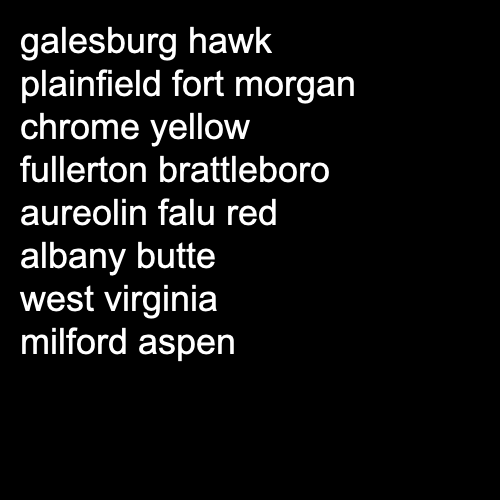 galesburg hawk
plainfield fort morgan
chrome yellow
fullerton brattleboro
aureolin falu red
albany butte
west virginia
milford aspen